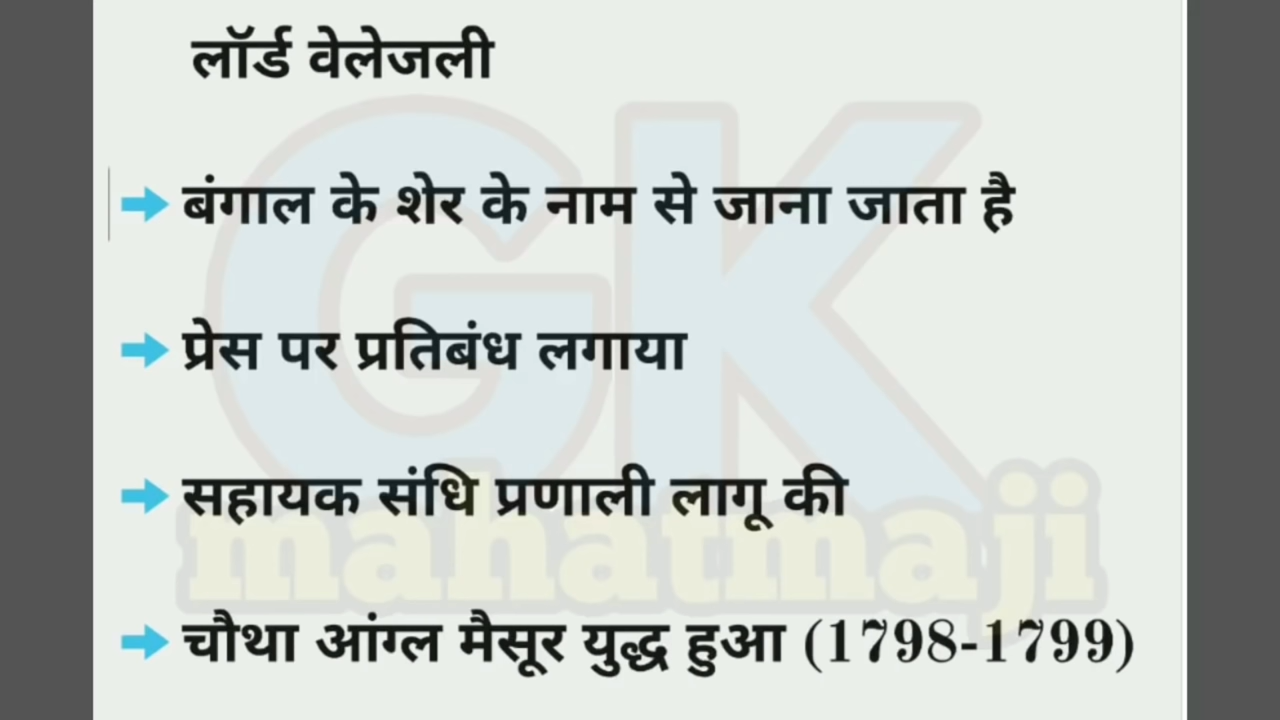 लॉर्ड वेलेजली
बंगाल के शेर के नाम से जाना जाता है
प्रेस पर प्रतिबंध लगाया
सहायक संधि प्रणाली लागू की
चौथा आंग्ल मैसूर युद्ध हुआ (1798-1799)
GK
mahatmaji